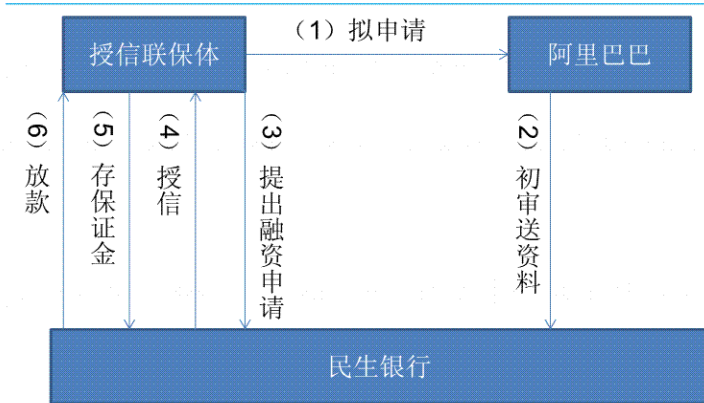 授信联保体
(1)拟申请
阿里巴巴
(6)放款
(5)存保证金
(4)授信
(3)提出融资申请
(2)初审送资料
民生银行